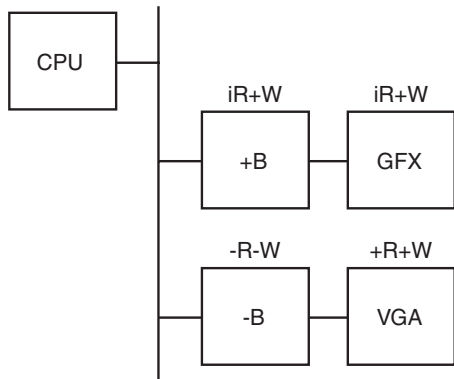 CPU
iR+W iR+W
+B GFX
-R-W +R+W
-B VGA